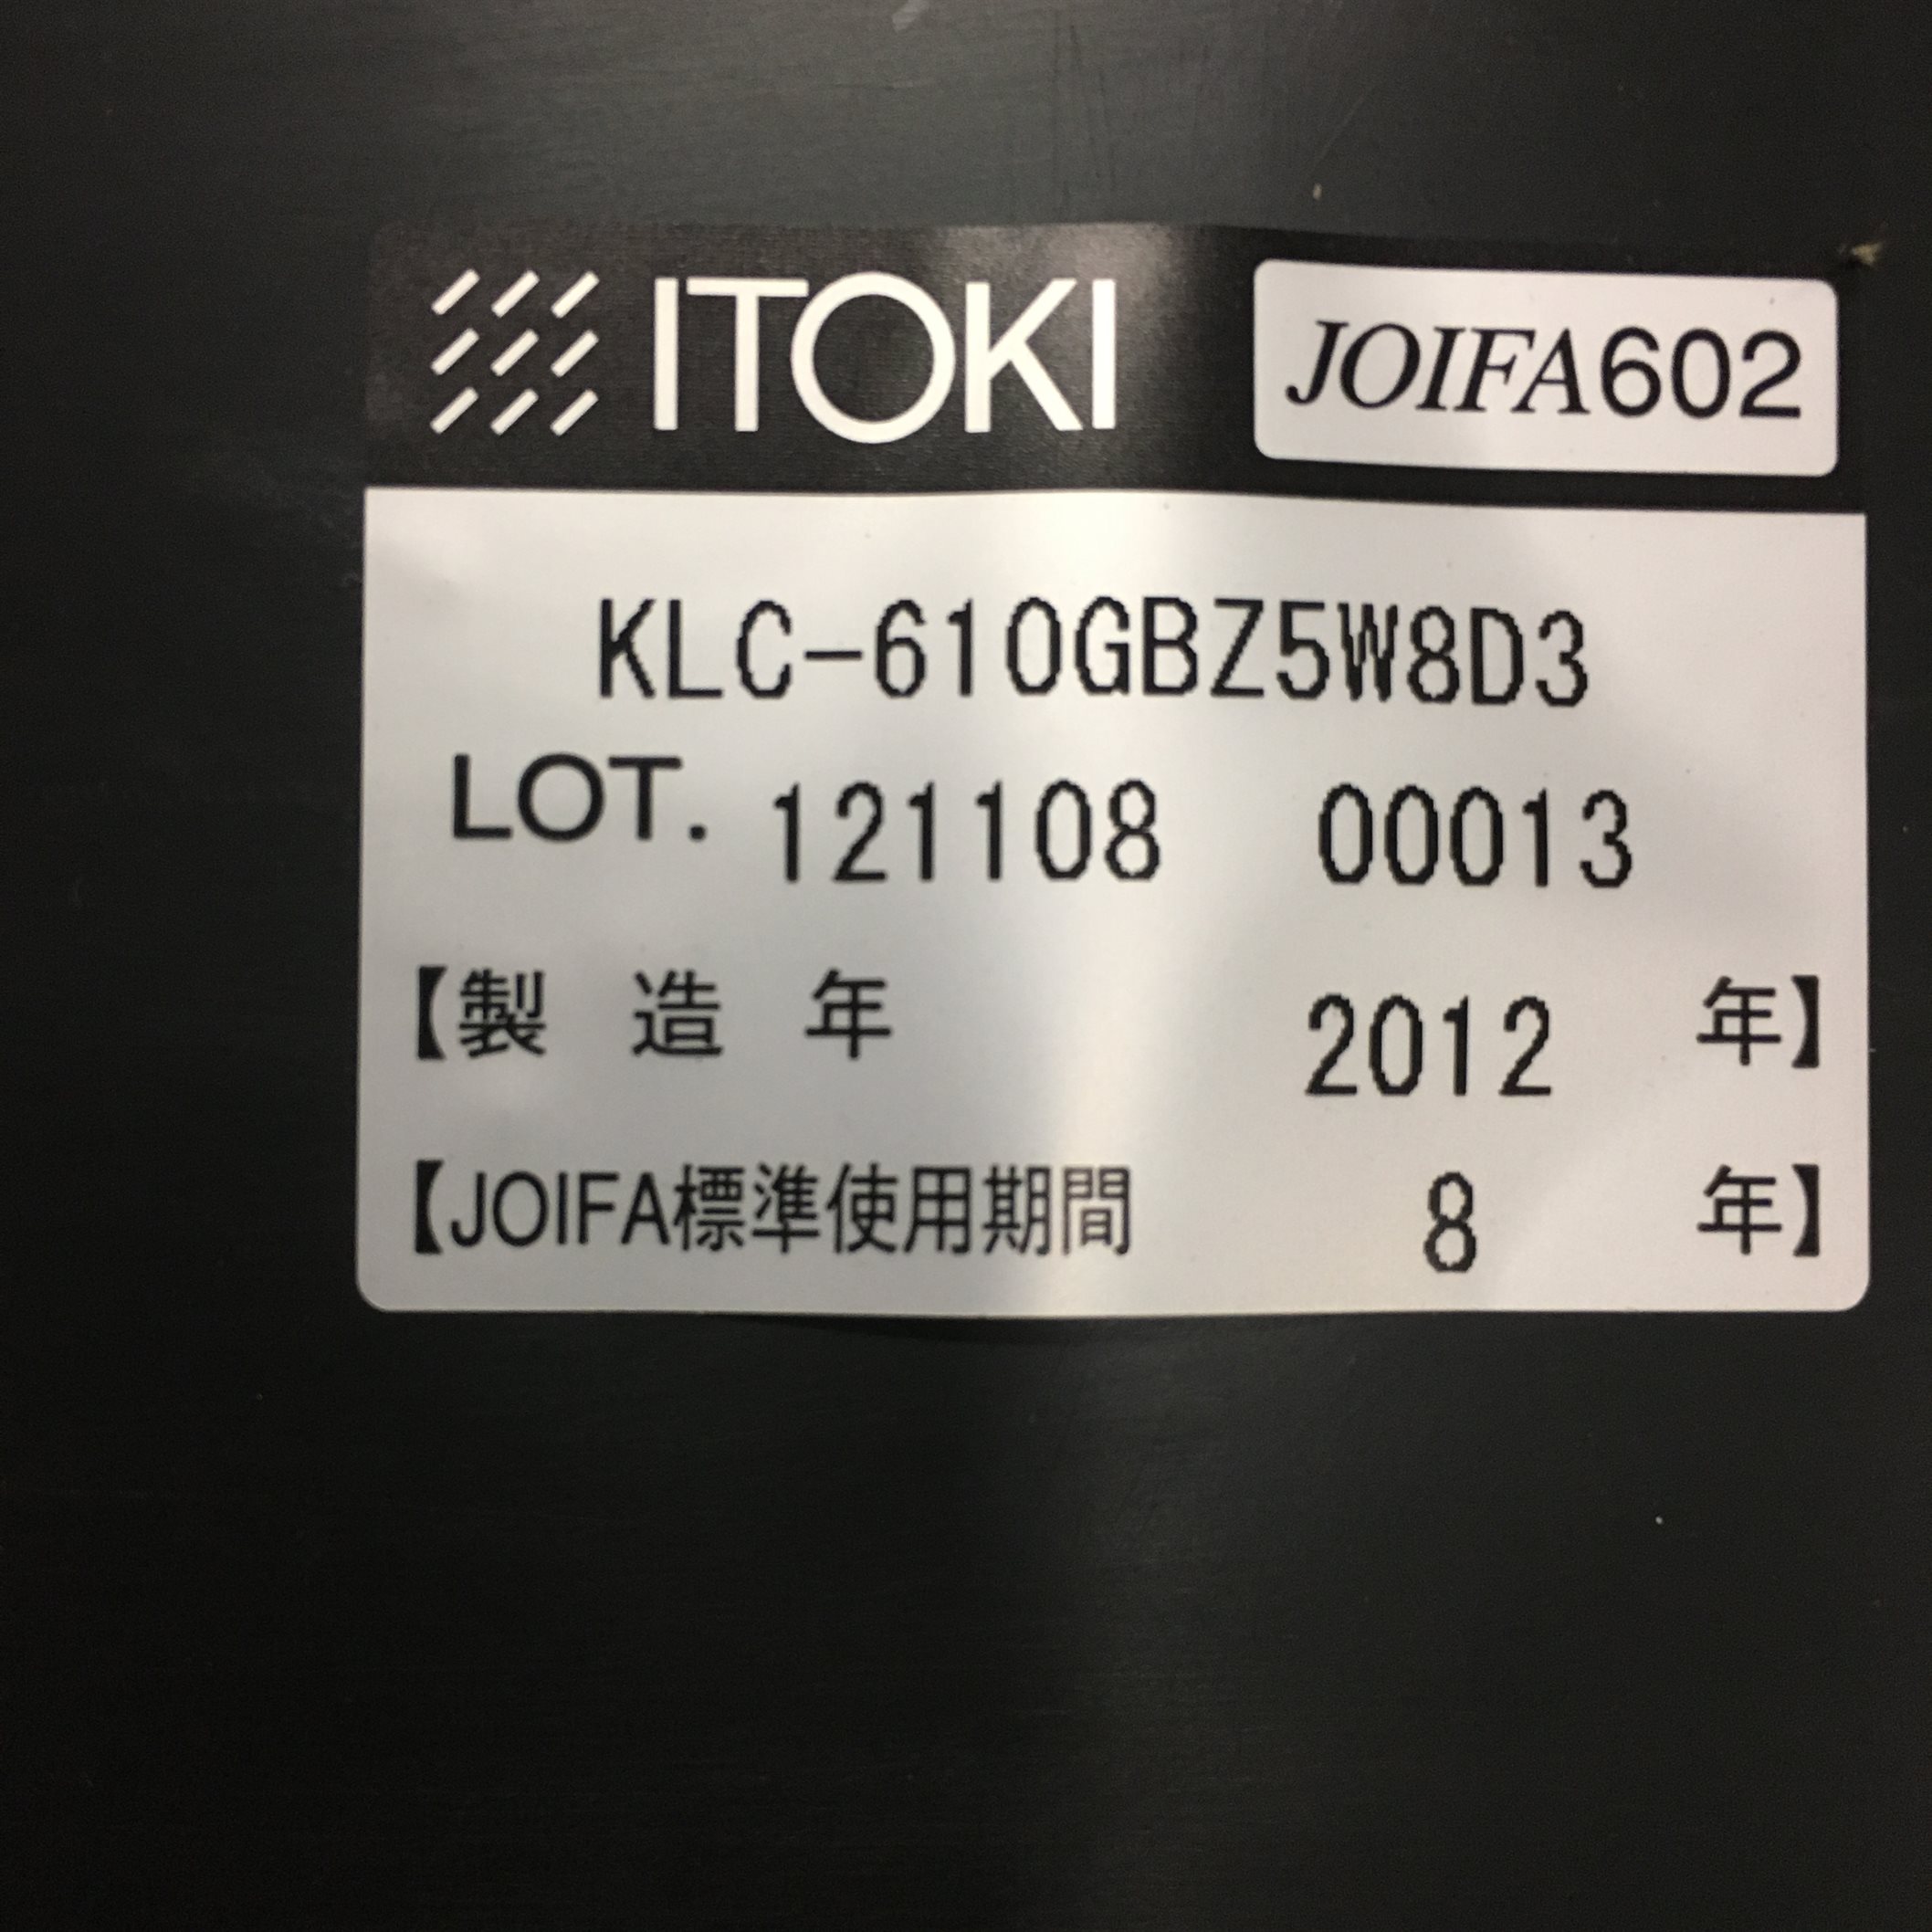 ITOKI JOIFA602
KLC-610GBZ5W8D3
LOT. 121108 00013
【製造年 2012 年】
【JOIFA標準使用期間 8 年】